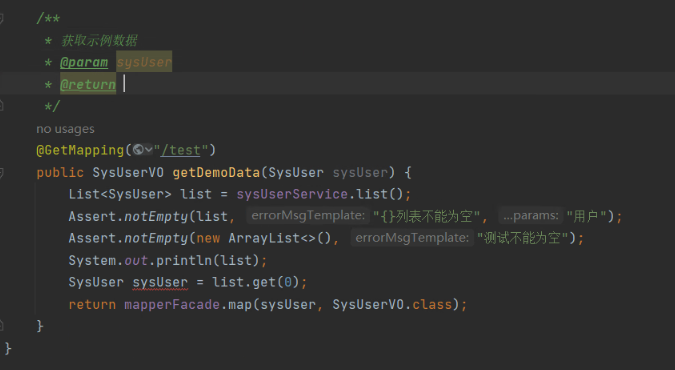 /**
* 获取示例数据
* @param sysUser
* @return
*/
no usages
@GetMapping("/test")
public SysUserVO getDemoData(SysUser sysUser) {
List<SysUser> list = sysUserService.list();
Assert.notEmpty(list, errorMsgTemplate: "{}列表不能为空", ...params: "用户");
Assert.notEmpty(new ArrayList<>(), errorMsgTemplate: "测试不能为空");
System.out.println(list);
SysUser sysUser = list.get(0);
return mapperFacade.map(sysUser, SysUserVO.class);
}
}